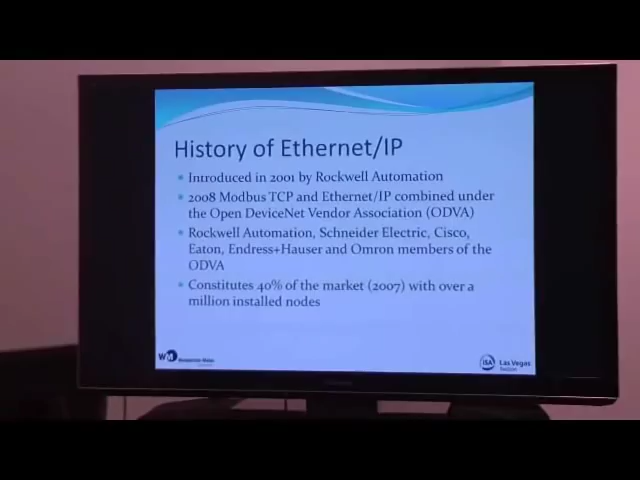 History of Ethernet/IP
Introduced in 2001 by Rockwell Automation
2008 Modbus TCP and Ethernet/IP combined under
the Open DeviceNet Vendor Association (ODVA)
Rockwell Automation, Schneider Electric, Cisco,
Eaton, Endress+Hauser and Omron members of the
ODVA
Constitutes 40% of the market (2007) with over a
million installed nodes
ISA
Las Vegas